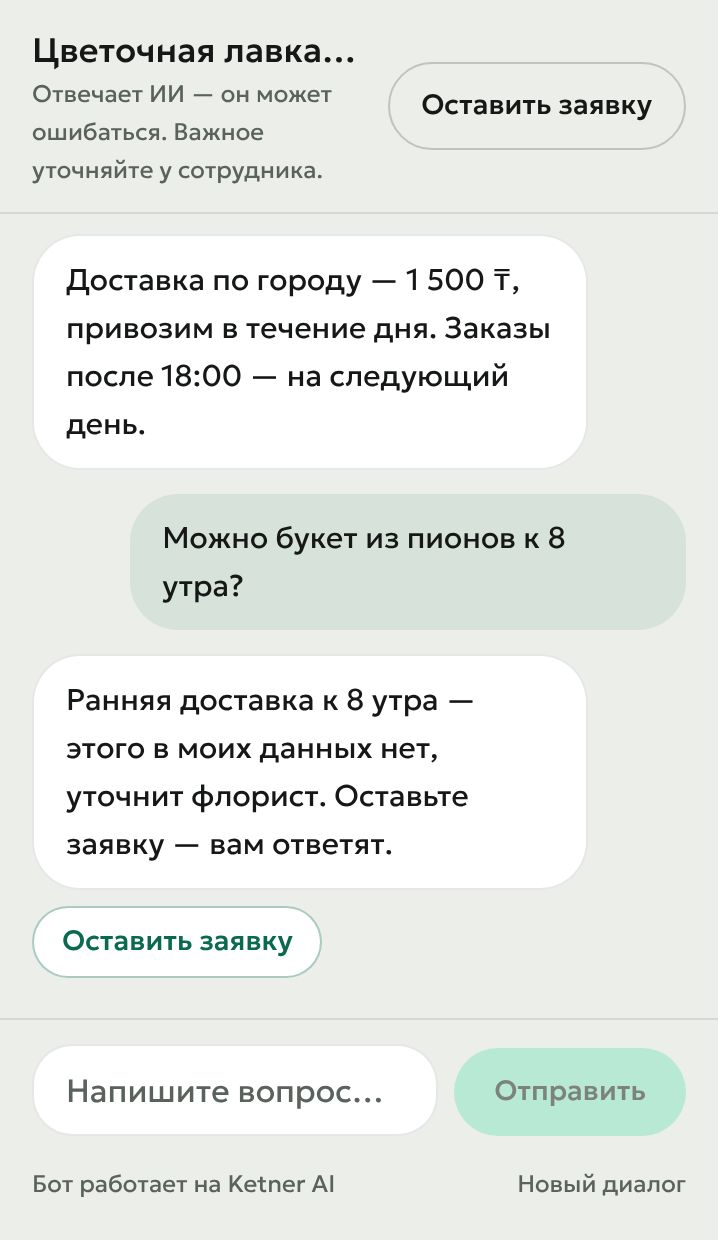 Цветочная лавка...
Отвечает ИИ — он может
ошибаться. Важное
уточняйте у сотрудника.
Оставить заявку
Доставка по городу — 1 500 ₸,
привозим в течение дня. Заказы
после 18:00 — на следующий
день.
Можно букет из пионов к 8
утра?
Ранняя доставка к 8 утра —
этого в моих данных нет,
уточнит флорист. Оставьте
заявку — вам ответят.
Оставить заявку
Напишите вопрос...
Отправить
Бот работает на Ketner AI
Новый диалог